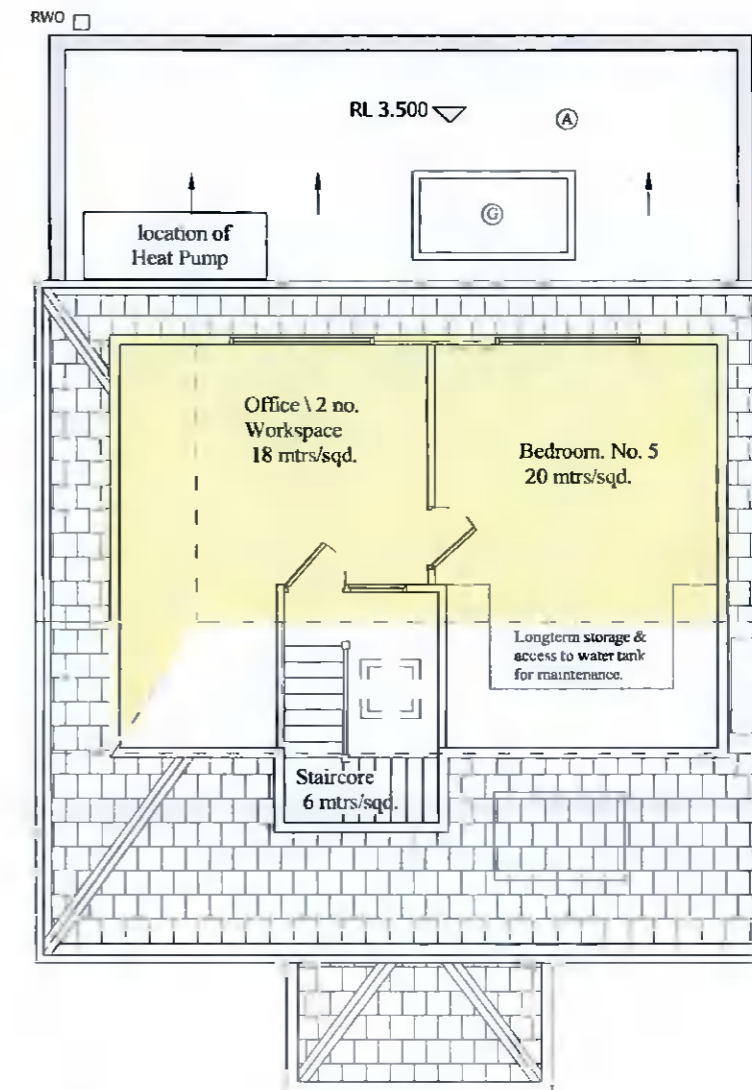 RWO
RL 3.500
A
G
location of
Heat Pump
Office \ 2 no.
Workspace
18 mtrs/sqd.
Bedroom. No. 5
20 mtrs/sqd.
Longterm storage &
access to water tank
for maintenance.
Staircore
6 mtrs/sqd.